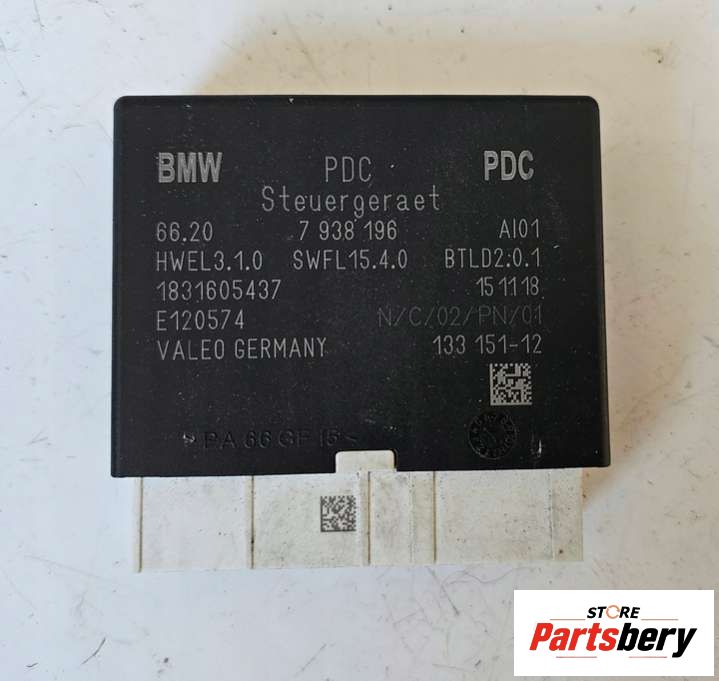 BMW PDC PDC
Steuergeraet
66.20 7 938 196 AI01
HWEL3.1.0 SWFL15.4.0 BTLD2.0.1
1831605437 151118
E120574 N/C/02/PN/01
VALEO GERMANY 133 151-12
PA 66 GF 15
STORE
Partsbery